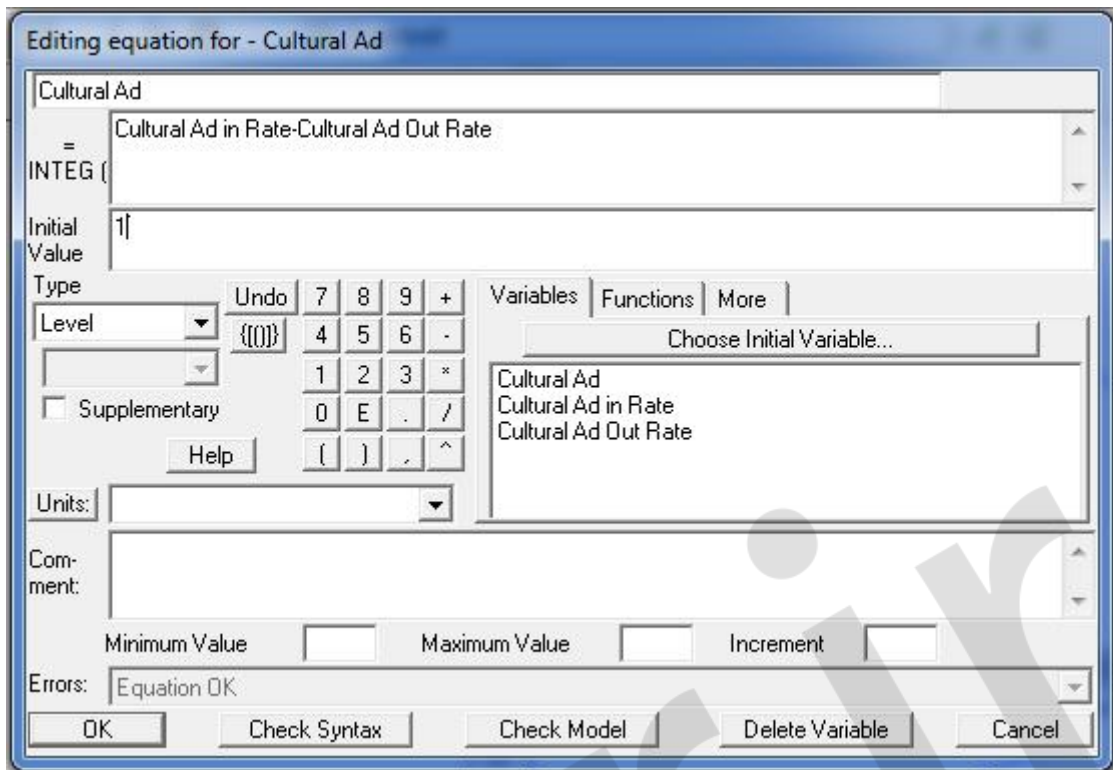 Editing equation for - Cultural Ad
Cultural Ad
= INTEG (
Cultural Ad in Rate-Cultural Ad Out Rate
Initial Value
1
Type
Undo 7 8 9 +
Level
{[()]} 4 5 6 -
1 2 3 *
Supplementary
0 E . /
Help
( ) , ^
Variables Functions More
Choose Initial Variable...
Cultural Ad
Cultural Ad in Rate
Cultural Ad Out Rate
Units:
Com-
ment:
Minimum Value Maximum Value Increment
Errors: Equation OK
OK Check Syntax Check Model Delete Variable Cancel